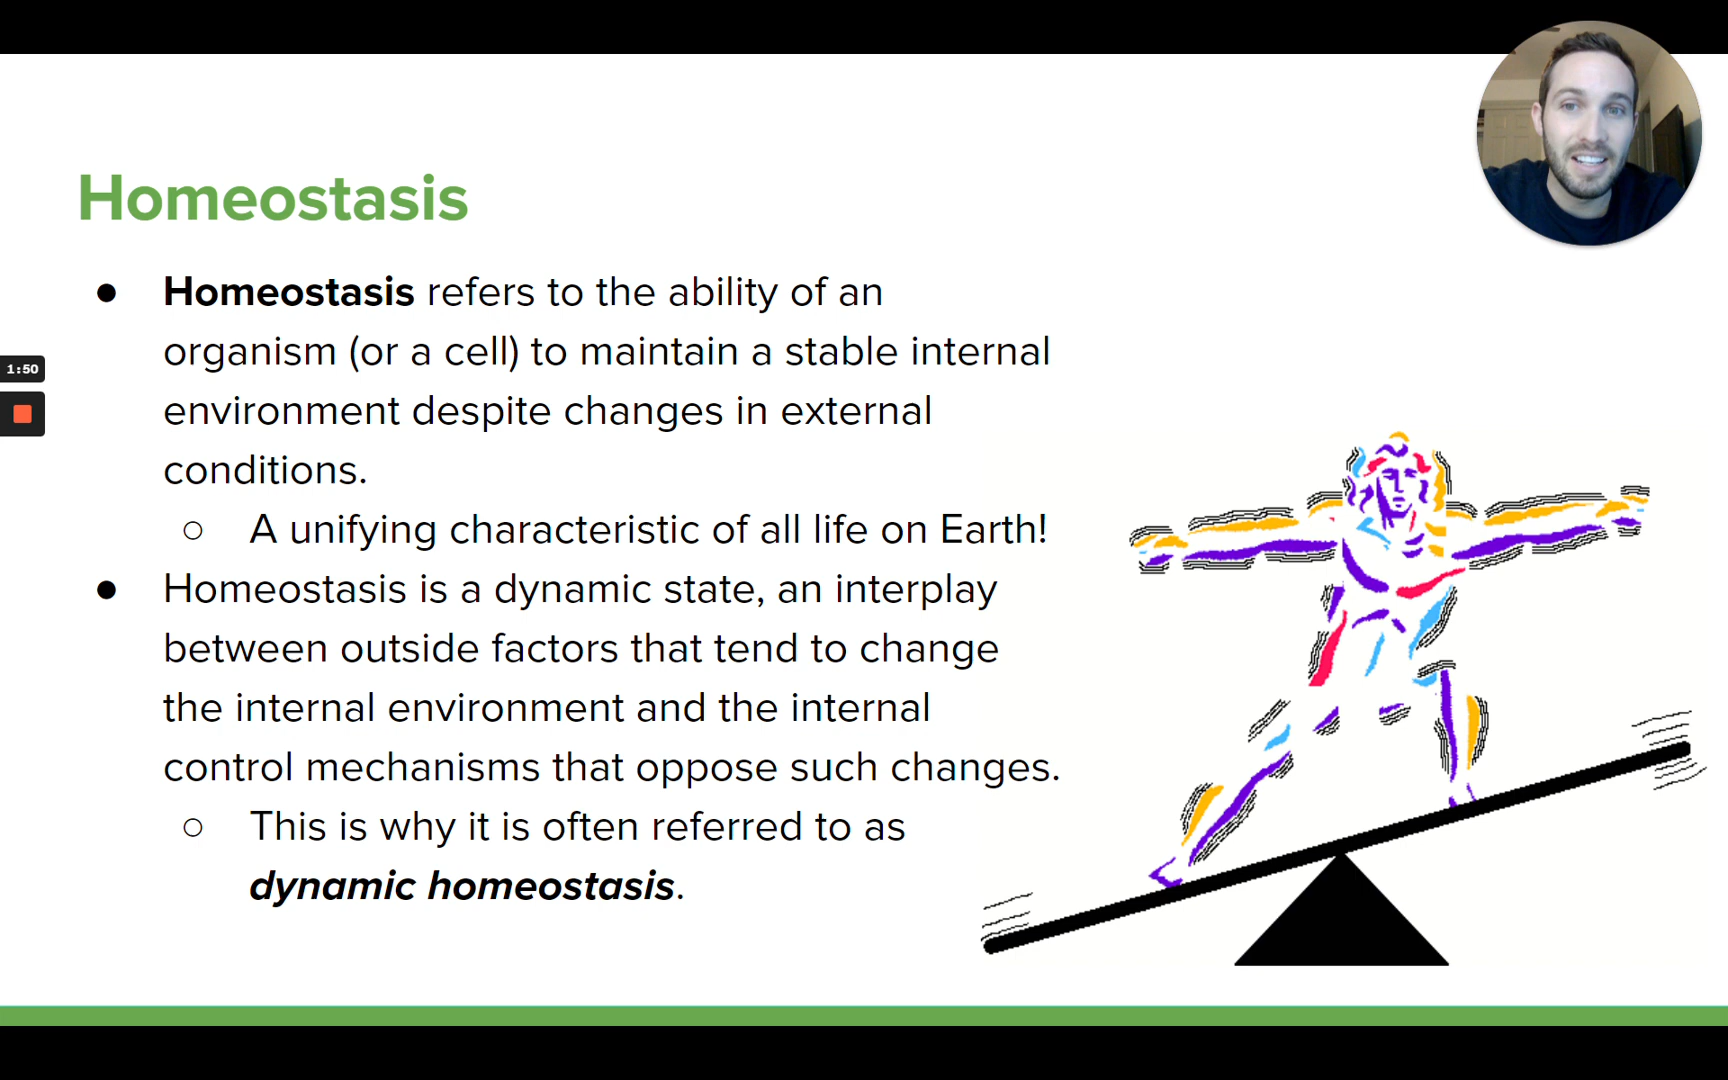 Homeostasis
● Homeostasis refers to the ability of an
organism (or a cell) to maintain a stable internal
environment despite changes in external
conditions.
○ A unifying characteristic of all life on Earth!
● Homeostasis is a dynamic state, an interplay
between outside factors that tend to change
the internal environment and the internal
control mechanisms that oppose such changes.
○ This is why it is often referred to as
dynamic homeostasis.
1:50